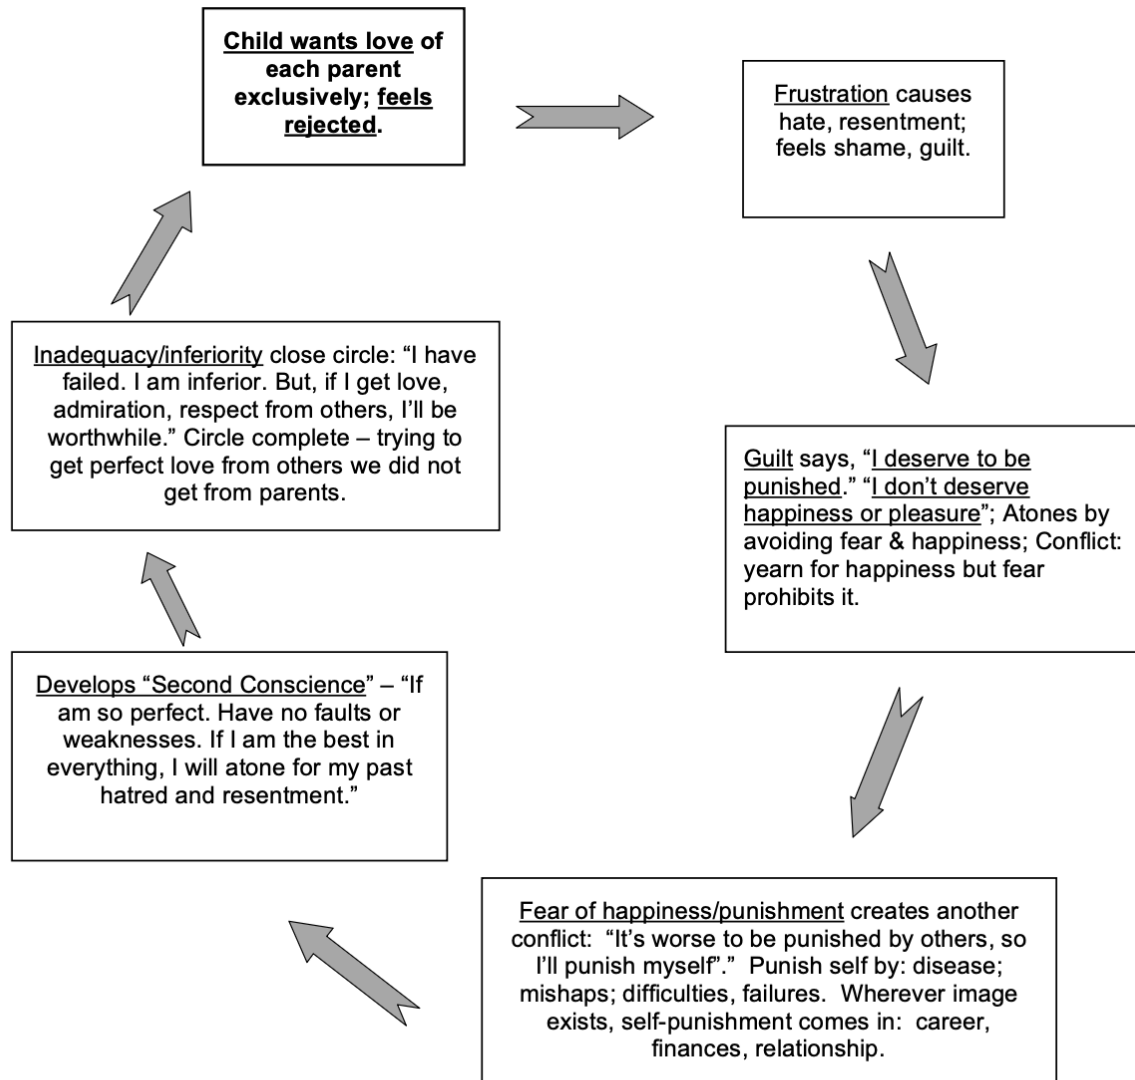 Child wants love of
each parent
exclusively; feels
rejected.
Frustration causes
hate, resentment;
feels shame, guilt.
Guilt says, “I deserve to be
punished.” “I don’t deserve
happiness or pleasure”; Atones by
avoiding fear & happiness; Conflict:
yearn for happiness but fear
prohibits it.
Fear of happiness/punishment creates another
conflict:  “It’s worse to be punished by others, so
I’ll punish myself”.”  Punish self by: disease;
mishaps; difficulties, failures.  Wherever image
exists, self-punishment comes in:  career,
finances, relationship.
Develops “Second Conscience” – “If
am so perfect. Have no faults or
weaknesses. If I am the best in
everything, I will atone for my past
hatred and resentment.”
Inadequacy/inferiority close circle: “I have
failed. I am inferior. But, if I get love,
admiration, respect from others, I’ll be
worthwhile.” Circle complete – trying to
get perfect love from others we did not
get from parents.